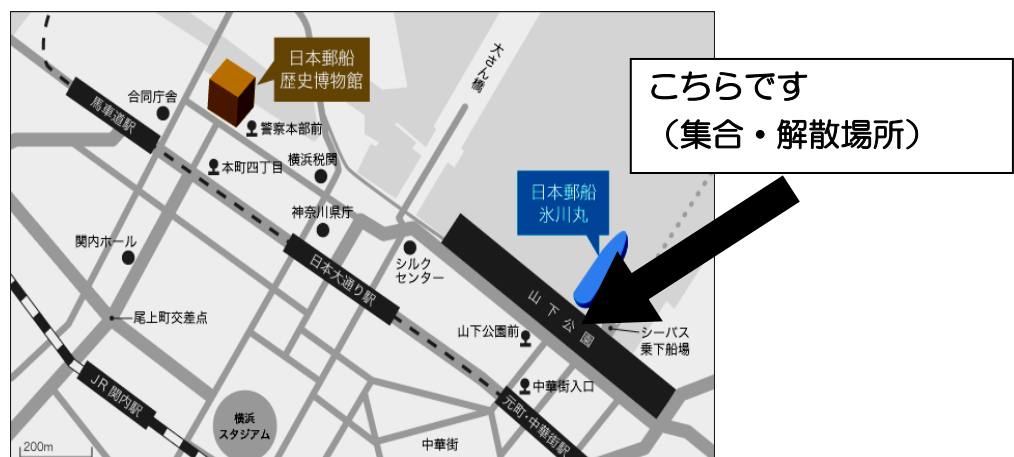 大さん橋
日本郵船
歴史博物館
こちらです
（集合・解散場所）
合同庁舎
馬車道駅
警察本部前
本町四丁目
横浜税関
日本郵船
氷川丸
神奈川県庁
関内ホール
シルク
センター
日本大通り駅
山下公園
尾上町交差点
山下公園前
シーバス
乗下船場
JR関内駅
中華街入口
元町・中華街駅
横浜
スタジアム
中華街
200m